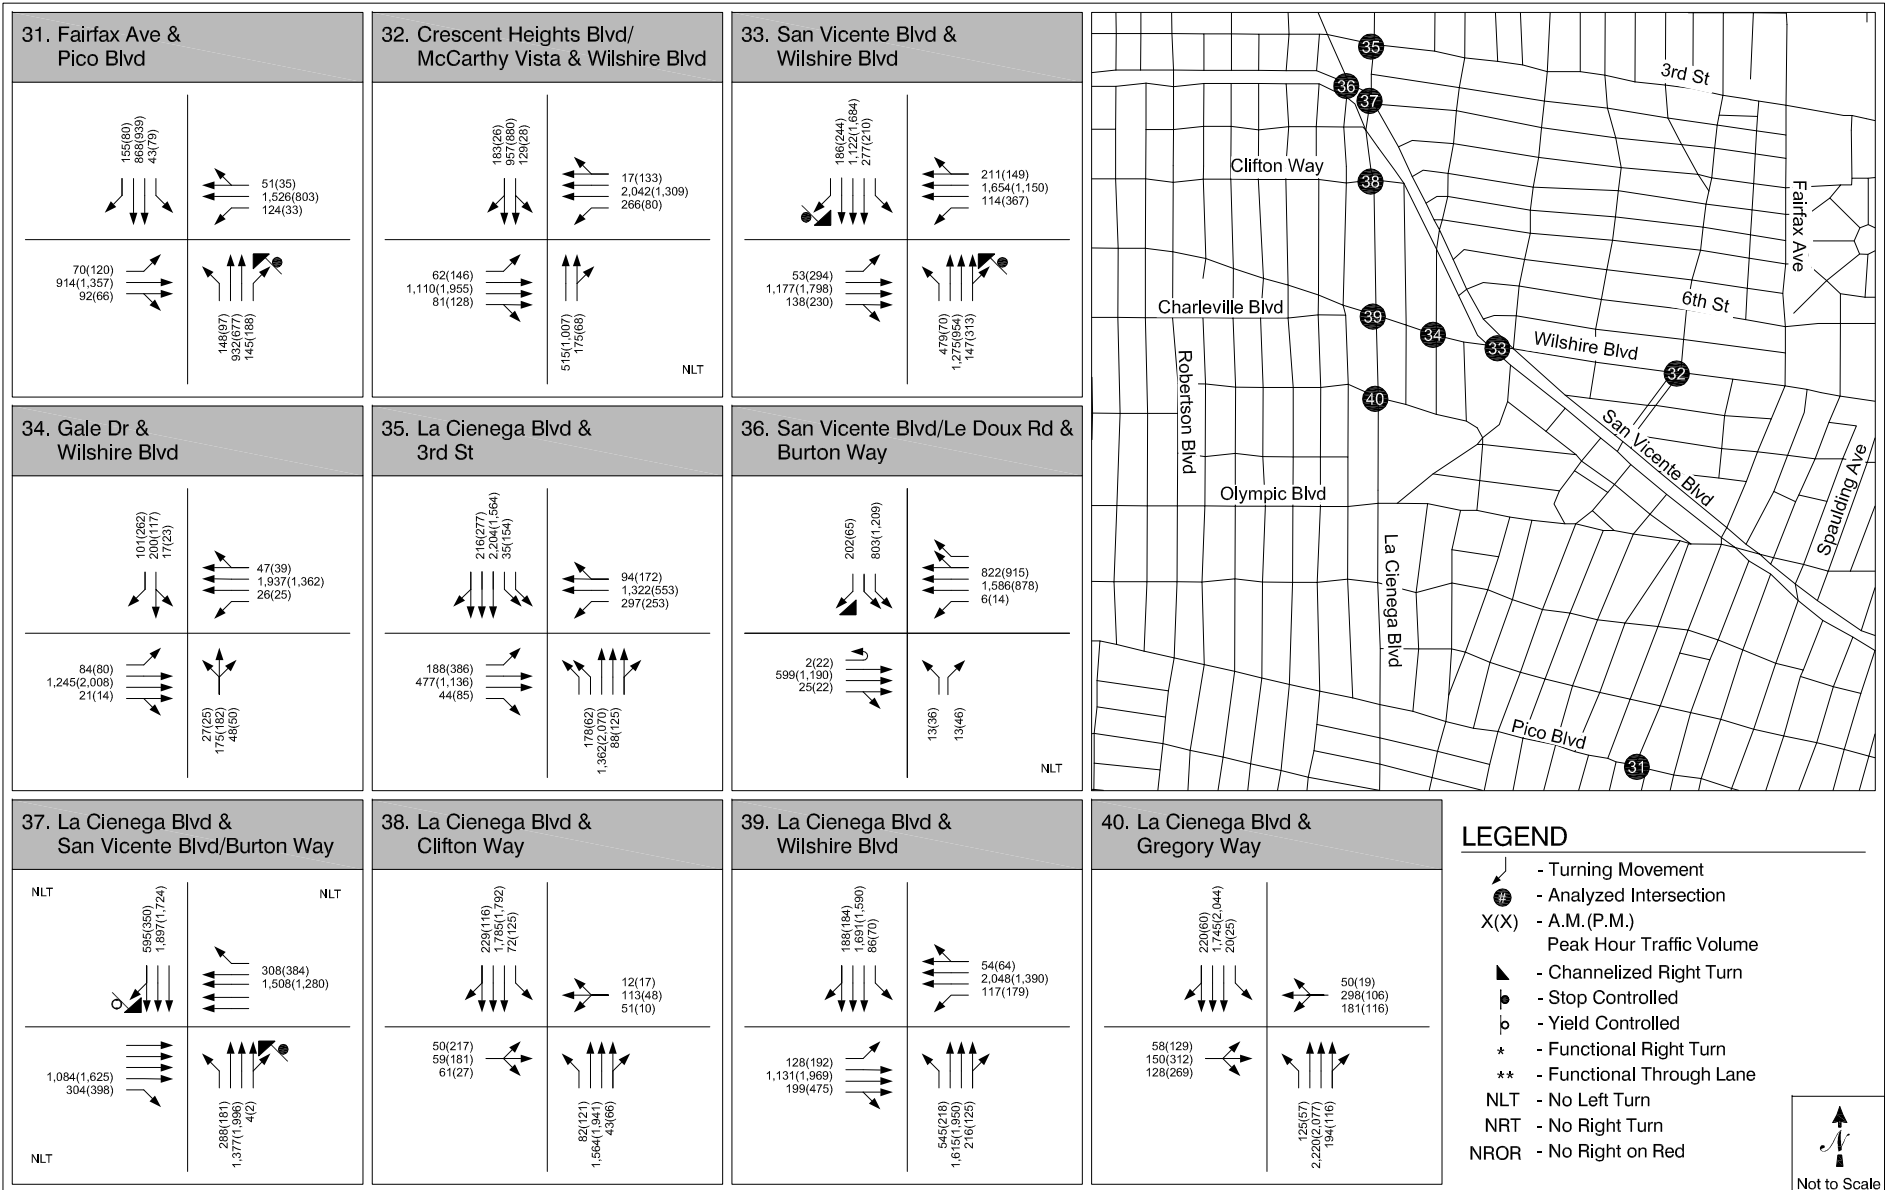 31. Fairfax Ave &
Pico Blvd
155(80)
868(939)
43(79)
51(35)
1,526(803)
124(33)
70(120)
914(1,357)
92(66)
148(97)
932(677)
145(188)
32. Crescent Heights Blvd/
McCarthy Vista & Wilshire Blvd
183(26)
957(880)
129(28)
17(133)
2,042(1,309)
266(80)
62(146)
1,110(1,955)
81(128)
515(1,007)
175(68)
NLT
33. San Vicente Blvd &
Wilshire Blvd
186(244)
1,122(1,684)
277(210)
211(149)
1,654(1,150)
114(367)
53(294)
1,177(1,798)
138(230)
479(70)
1,275(954)
147(313)
34. Gale Dr &
Wilshire Blvd
101(262)
200(117)
17(23)
47(39)
1,937(1,362)
26(25)
84(80)
1,245(2,008)
21(14)
27(25)
175(182)
48(50)
35. La Cienega Blvd &
3rd St
216(277)
2,204(1,564)
35(154)
94(172)
1,322(553)
297(253)
188(386)
477(1,136)
44(85)
178(62)
1,362(2,070)
88(125)
36. San Vicente Blvd/Le Doux Rd &
Burton Way
202(65)
803(1,209)
822(915)
1,586(878)
6(14)
2(22)
599(1,190)
25(22)
13(36)
13(46)
NLT
37. La Cienega Blvd &
San Vicente Blvd/Burton Way
NLT
NLT
595(350)
1,897(1,724)
308(384)
1,508(1,280)
1,084(1,625)
304(398)
288(181)
1,377(1,996)
4(2)
NLT
38. La Cienega Blvd &
Clifton Way
229(116)
1,785(1,792)
72(125)
12(17)
113(48)
51(10)
50(217)
59(181)
61(27)
82(121)
1,564(1,941)
43(66)
39. La Cienega Blvd &
Wilshire Blvd
188(184)
1,691(1,590)
86(70)
54(64)
2,048(1,390)
117(179)
128(192)
1,131(1,969)
199(475)
545(218)
1,615(1,950)
216(125)
40. La Cienega Blvd &
Gregory Way
220(60)
1,745(2,044)
20(25)
50(19)
298(106)
181(116)
58(129)
150(312)
128(269)
125(57)
2,220(2,077)
194(116)
35
3rd St
36
37
Clifton Way
38
Fairfax Ave
6th St
Charleville Blvd
39
34
33
Wilshire Blvd
32
Robertson Blvd
40
San Vicente Blvd
Olympic Blvd
Spaulding Ave
La Cienega Blvd
Pico Blvd
31
LEGEND
- Turning Movement
# - Analyzed Intersection
X(X) - A.M.(P.M.)
Peak Hour Traffic Volume
- Channelized Right Turn
- Stop Controlled
- Yield Controlled
* - Functional Right Turn
** - Functional Through Lane
NLT - No Left Turn
NRT - No Right Turn
NROR - No Right on Red
N
Not to Scale